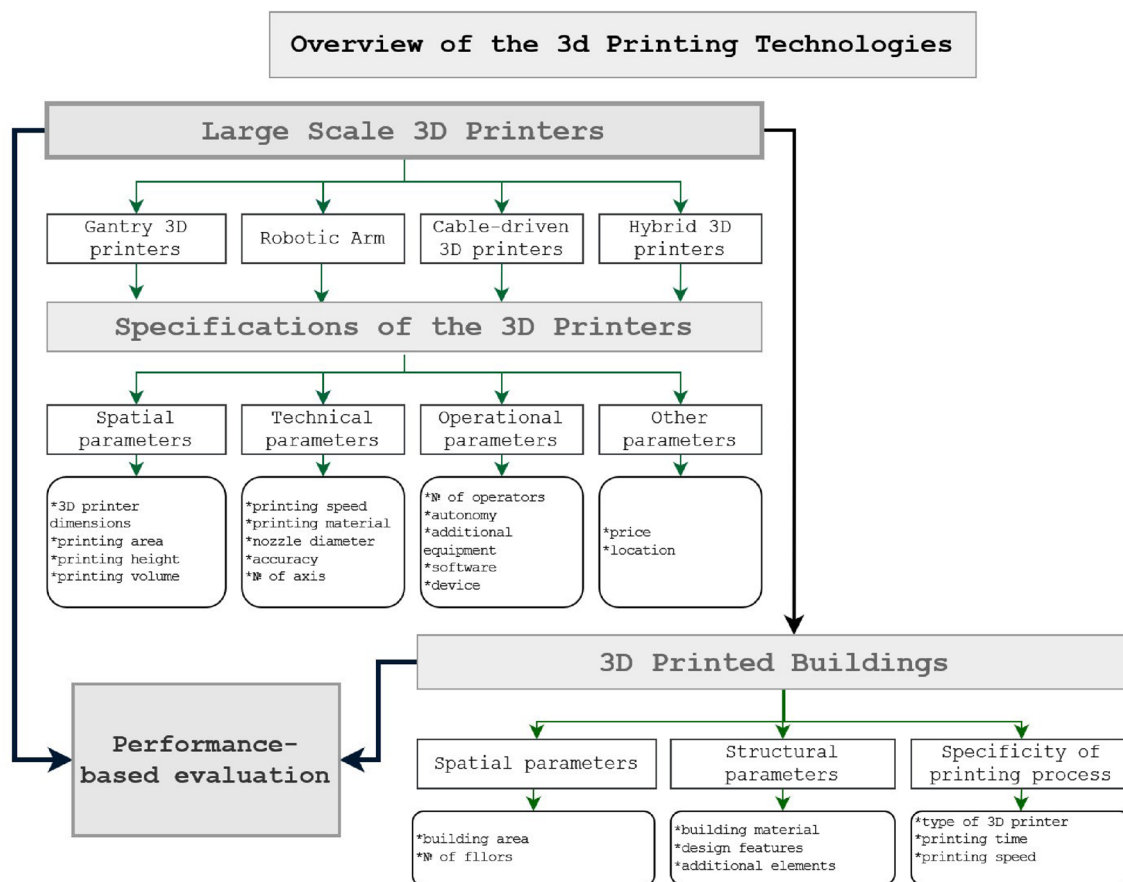 Overview of the 3d Printing Technologies
Large Scale 3D Printers
Gantry 3D
printers
Robotic Arm
Cable-driven
3D printers
Hybrid 3D
printers
Specifications of the 3D Printers
Spatial
parameters
Technical
parameters
Operational
parameters
Other
parameters
*3D printer
dimensions
*printing area
*printing height
*printing volume
*printing speed
*printing material
*nozzle diameter
*accuracy
*№ of axis
*№ of operators
*autonomy
*additional
equipment
*software
*device
*price
*location
3D Printed Buildings
Performance-
based evaluation
Spatial parameters
Structural
parameters
Specificity of
printing process
*building area
*№ of fllors
*building material
*design features
*additional elements
*type of 3D printer
*printing time
*printing speed